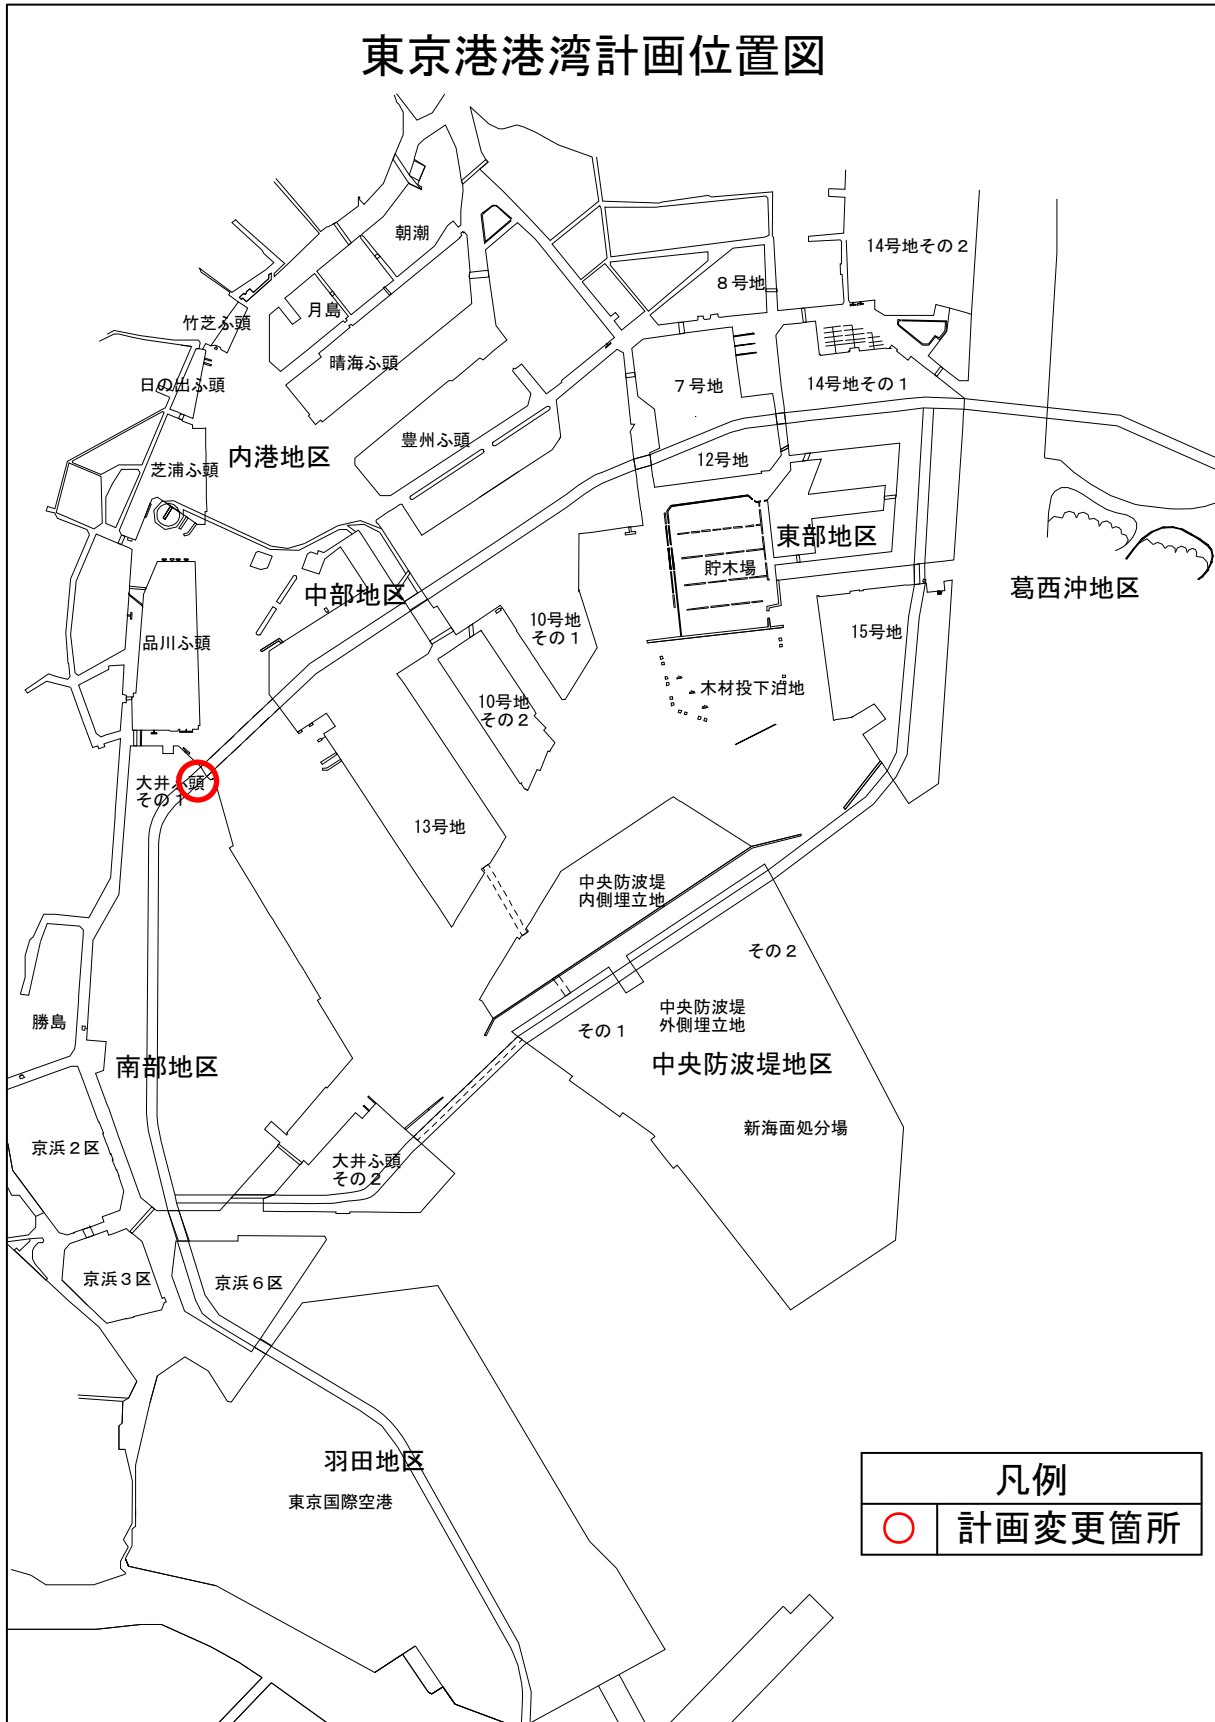 東京港港湾計画位置図
朝潮
14号地その２
８号地
月島
竹芝ふ頭
晴海ふ頭
日の出ふ頭
７号地
14号地その１
豊州ふ頭
内港地区
12号地
芝浦ふ頭
東部地区
貯木場
葛西沖地区
中部地区
10号地
その１
15号地
品川ふ頭
木材投下泊地
10号地
その２
大井ふ頭
その１
13号地
中央防波堤
内側埋立地
その２
中央防波堤
外側埋立地
その１
勝島
南部地区
中央防波堤地区
新海面処分場
京浜２区
大井ふ頭
その２
京浜３区
京浜６区
羽田地区
東京国際空港
凡例
計画変更箇所